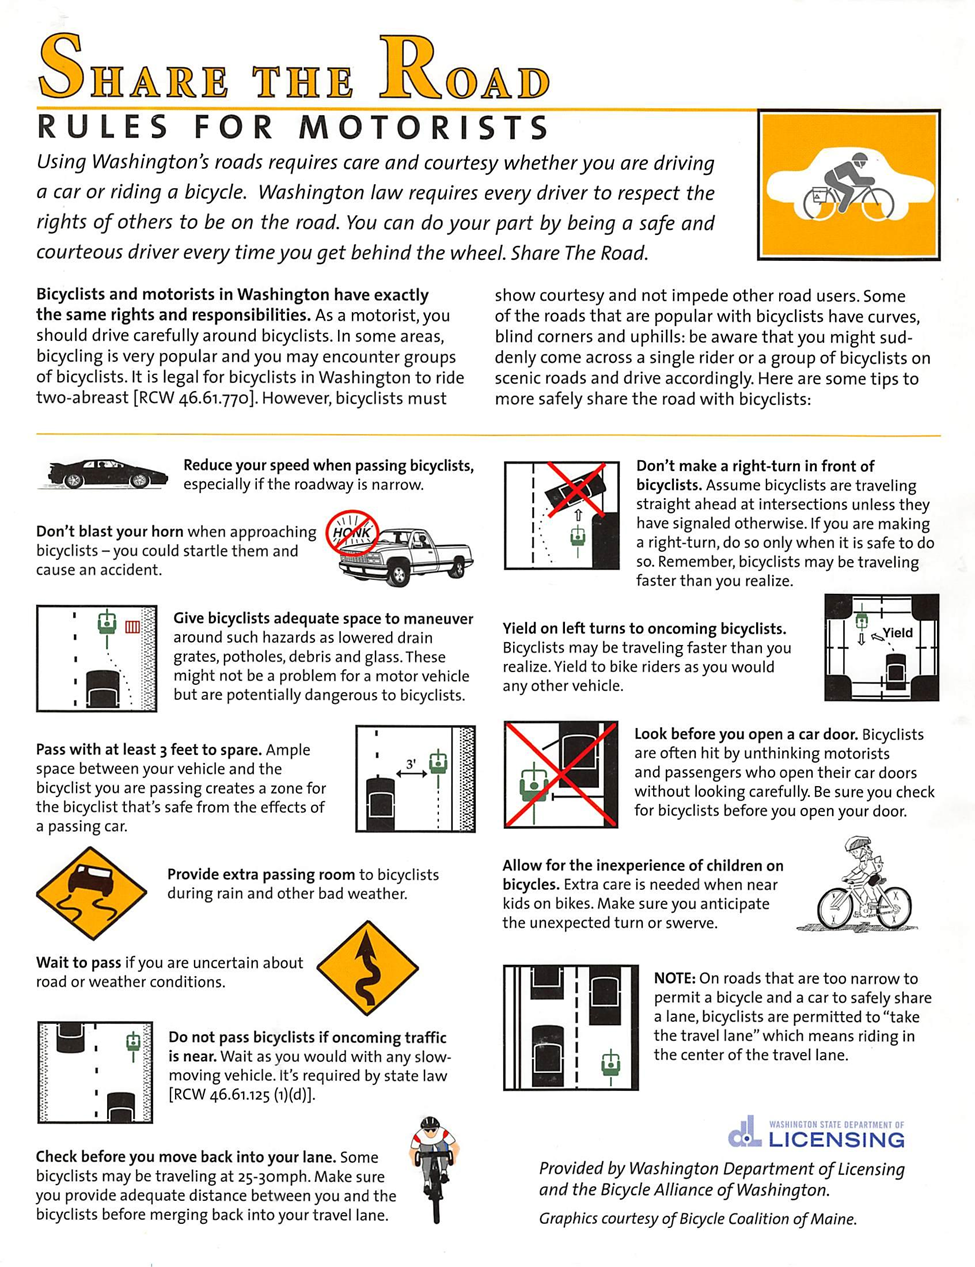 SHARE THE ROAD
RULES FOR MOTORISTS
Using Washington's roads requires care and courtesy whether you are driving
a car or riding a bicycle. Washington law requires every driver to respect the
rights of others to be on the road. You can do your part by being a safe and
courteous driver every time you get behind the wheel. Share The Road.
Bicyclists and motorists in Washington have exactly
the same rights and responsibilities. As a motorist, you
should drive carefully around bicyclists. In some areas,
bicycling is very popular and you may encounter groups
of bicyclists. It is legal for bicyclists in Washington to ride
two-abreast [RCW 46.61.770]. However, bicyclists must
show courtesy and not impede other road users. Some
of the roads that are popular with bicyclists have curves,
blind corners and uphills: be aware that you might sud-
denly come across a single rider or a group of bicyclists on
scenic roads and drive accordingly. Here are some tips to
more safely share the road with bicyclists:
Reduce your speed when passing bicyclists,
especially if the roadway is narrow.
Don't blast your horn when approaching
bicyclists – you could startle them and
cause an accident.
HONK
Give bicyclists adequate space to maneuver
around such hazards as lowered drain
grates, potholes, debris and glass. These
might not be a problem for a motor vehicle
but are potentially dangerous to bicyclists.
Pass with at least 3 feet to spare. Ample
space between your vehicle and the
bicyclist you are passing creates a zone for
the bicyclist that's safe from the effects of
a passing car.
3'
Provide extra passing room to bicyclists
during rain and other bad weather.
Wait to pass if you are uncertain about
road or weather conditions.
Do not pass bicyclists if oncoming traffic
is near. Wait as you would with any slow-
moving vehicle. It's required by state law
[RCW 46.61.125 (1)(d)].
Check before you move back into your lane. Some
bicyclists may be traveling at 25-30mph. Make sure
you provide adequate distance between you and the
bicyclists before merging back into your travel lane.
Don't make a right-turn in front of
bicyclists. Assume bicyclists are traveling
straight ahead at intersections unless they
have signaled otherwise. If you are making
a right-turn, do so only when it is safe to do
so. Remember, bicyclists may be traveling
faster than you realize.
Yield on left turns to oncoming bicyclists.
Bicyclists may be traveling faster than you
realize. Yield to bike riders as you would
any other vehicle.
Yield
Look before you open a car door. Bicyclists
are often hit by unthinking motorists
and passengers who open their car doors
without looking carefully. Be sure you check
for bicyclists before you open your door.
Allow for the inexperience of children on
bicycles. Extra care is needed when near
kids on bikes. Make sure you anticipate
the unexpected turn or swerve.
NOTE: On roads that are too narrow to
permit a bicycle and a car to safely share
a lane, bicyclists are permitted to "take
the travel lane" which means riding in
the center of the travel lane.
dol WASHINGTON STATE DEPARTMENT OF
LICENSING
Provided by Washington Department of Licensing
and the Bicycle Alliance of Washington.
Graphics courtesy of Bicycle Coalition of Maine.